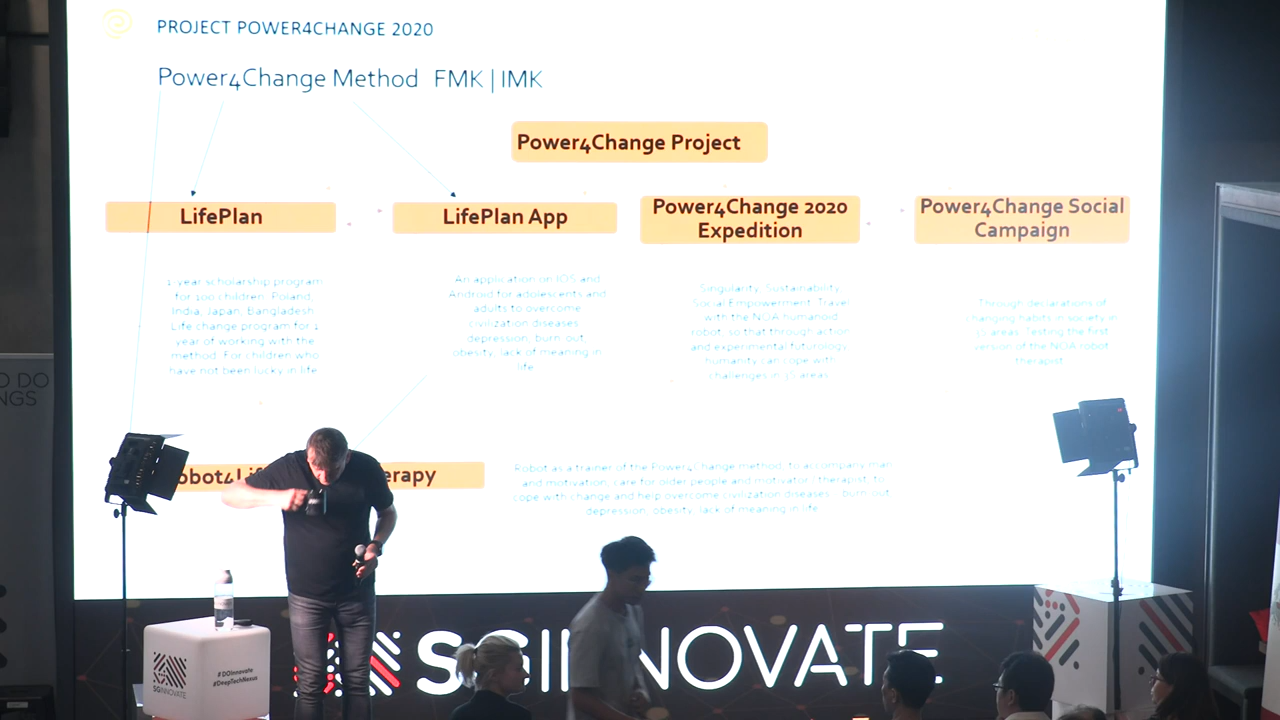 PROJECT POWER4CHANGE 2020
Power4Change Method FMK | IMK
Power4Change Project
LifePlan
LifePlan App
Power4Change 2020
Expedition
Power4Change Social
Campaign
1 year scholarship program
for 100 children: Poland,
India, Japan, Bangladesh.
Life change program for 1
year of working with the
method. For children who
have not been lucky in life
An application on IOS and
Android for adolescents and
adults to overcome
civilization diseases:
depression, burn out,
obesity, lack of meaning in
life.
Singularity, Sustainability,
Social Empowerment. Travel
with the NOA humanoid
robot, so that through action
and experimental futurology
humanity can cope with
challenges in 15 areas
Through declarations of
changing habits in society in
15 areas. Testing the first
version of the NOA robot
therapist.
obot4Lif
erapy
Robot as a trainer of the Power4Change method, to accompany man
and motivation, care for older people and motivator / therapist, to
cope with change and help overcome civilization diseases: burn out,
depression, obesity, lack of meaning in life
O DO
NGS
SGINNOVATE
SGINNOVATE
#DOInnovate
#DeepTechNexus